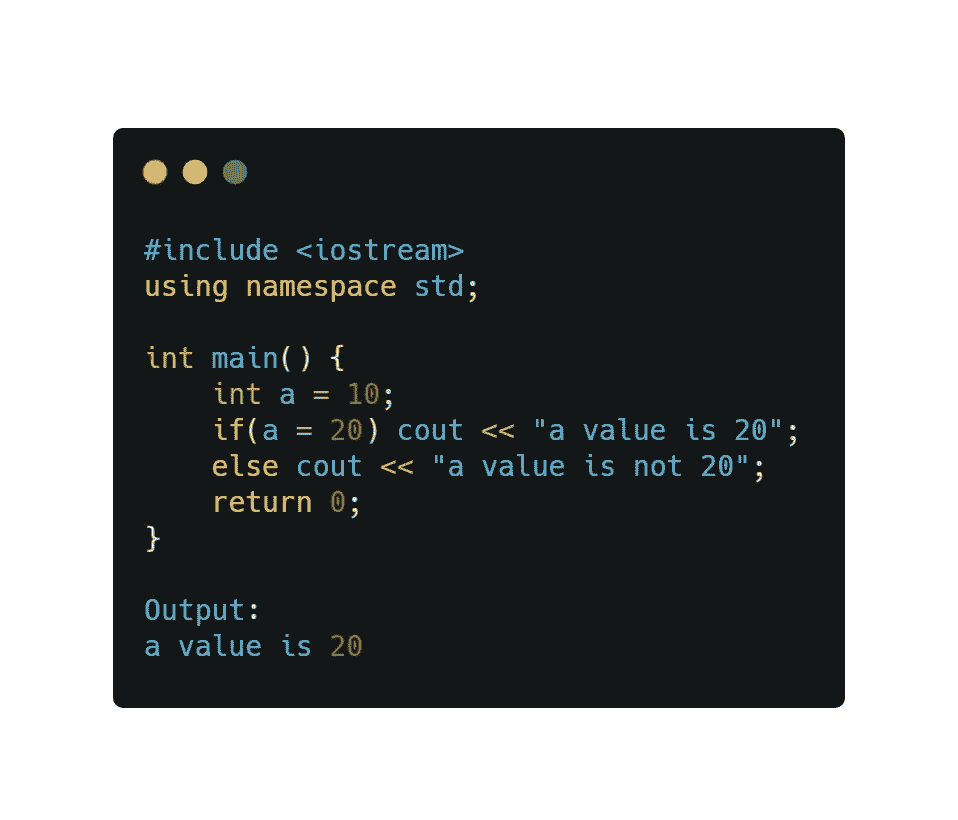 #include <iostream>
using namespace std;

int main() {
    int a = 10;
    if(a = 20) cout << "a value is 20";
    else cout << "a value is not 20";
    return 0;
}

Output:
a value is 20